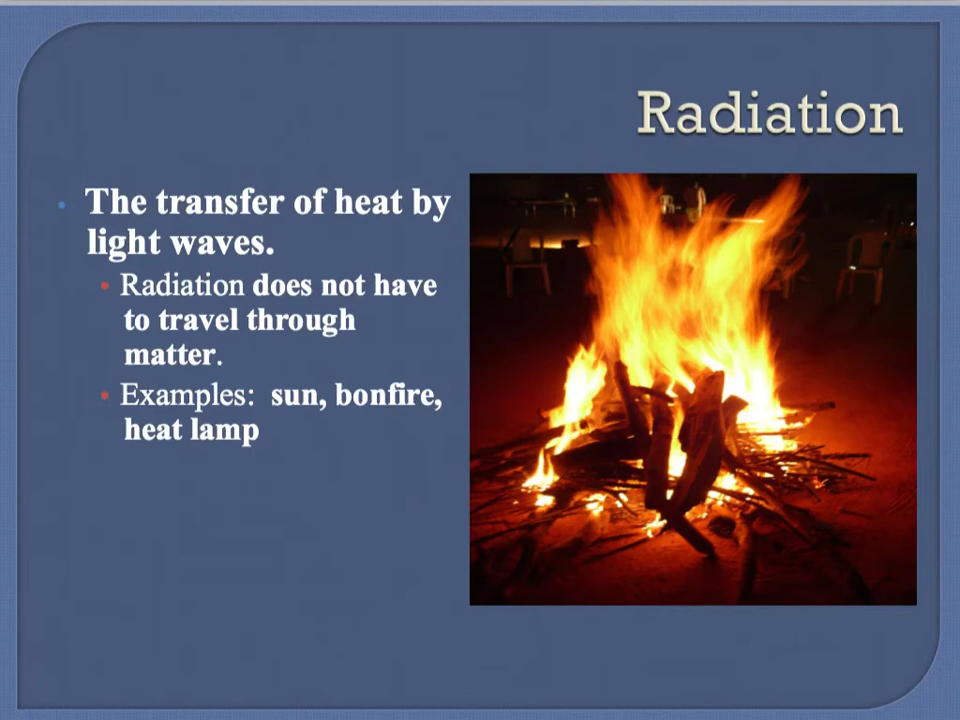 Radiation
• The transfer of heat by
light waves.
• Radiation does not have
to travel through
matter.
• Examples: sun, bonfire,
heat lamp